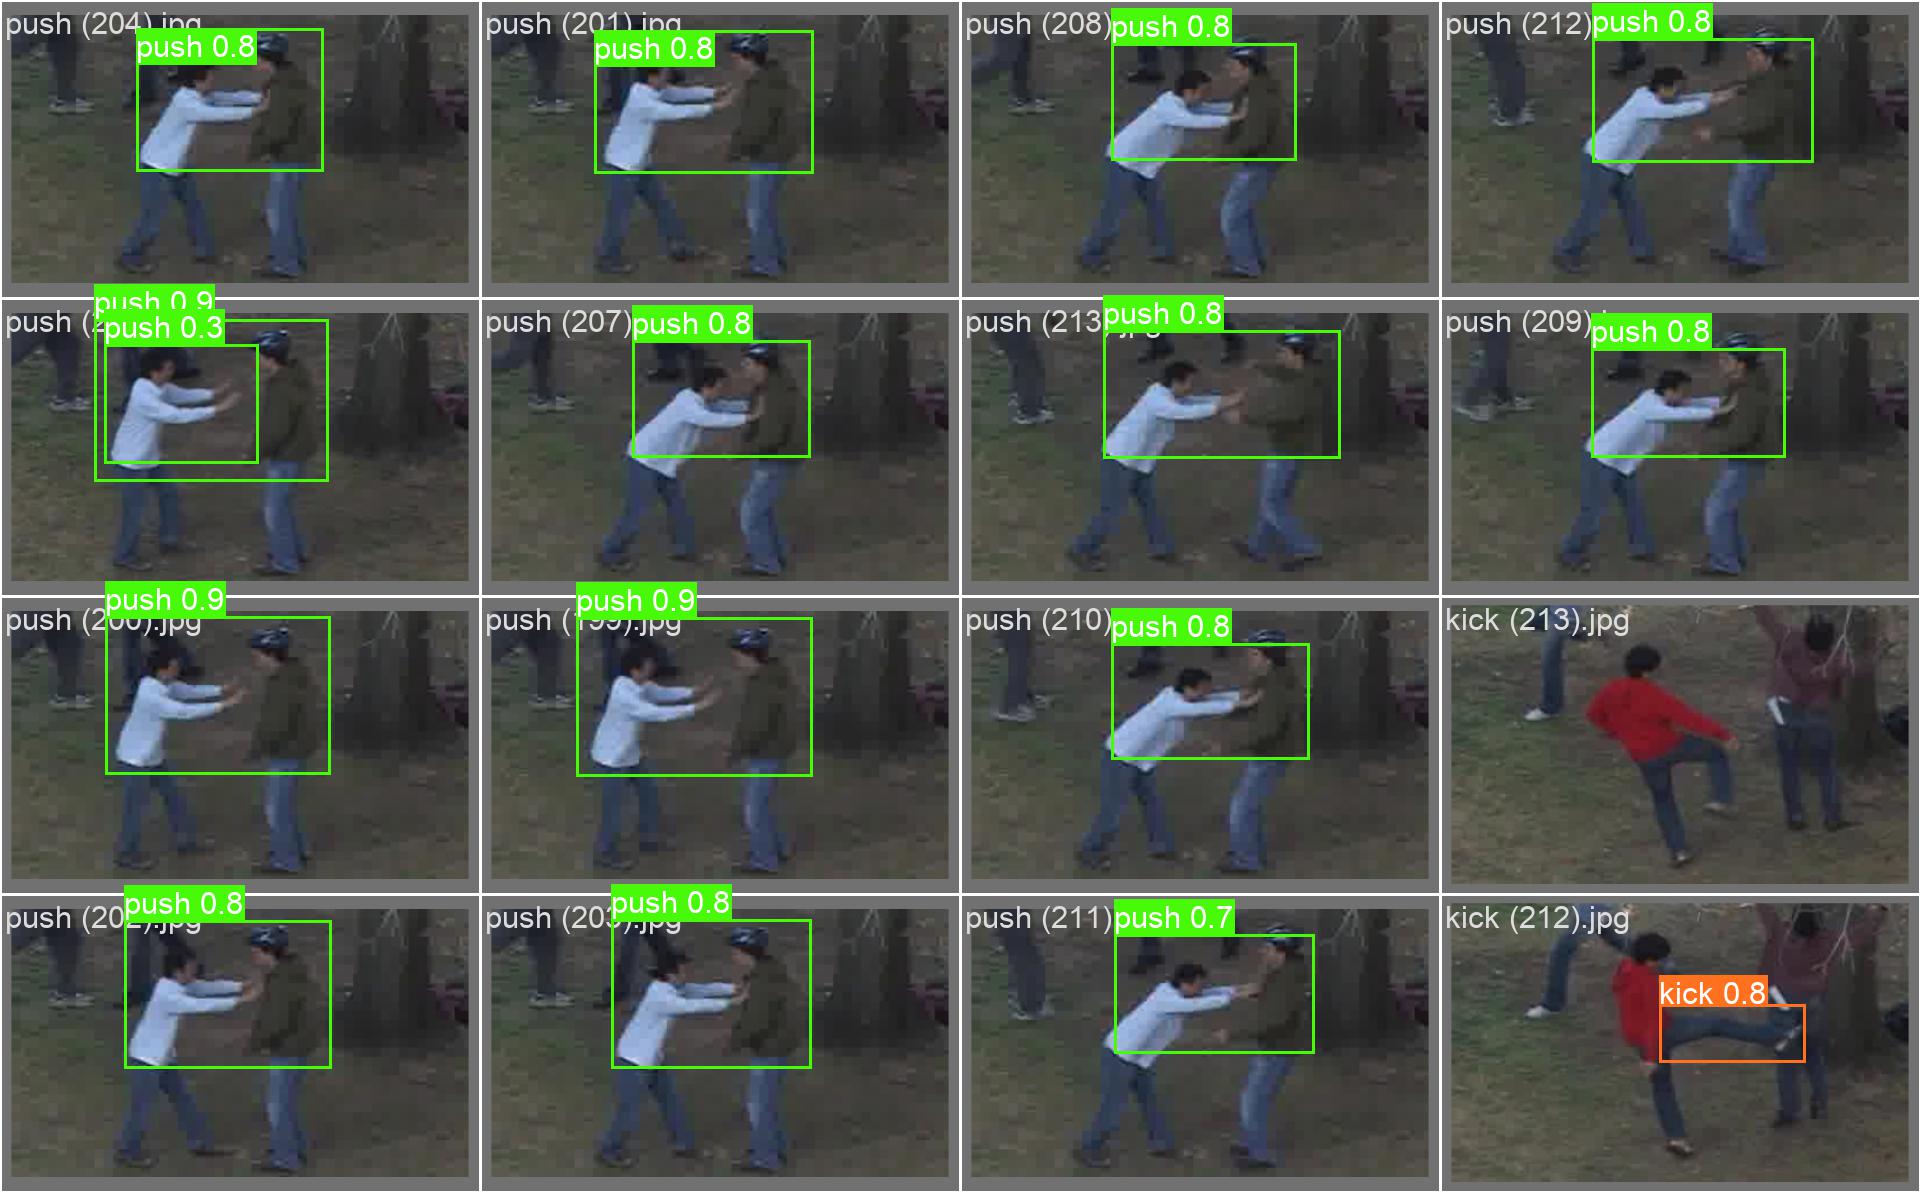 push (204).jpg
push 0.8
push (201).jpg
push 0.8
push (208)
push 0.8
push (212)
push 0.8
push 0.9
push (2
push 0.3
push (207)
push 0.8
push (213).jpg
push 0.8
push (209)
push 0.8
push (200).jpg
push 0.9
push (199).jpg
push 0.9
push (210)
push 0.8
kick (213).jpg
push (202).jpg
push 0.8
push (203).jpg
push 0.8
push (211)
push 0.7
kick (212).jpg
kick 0.8